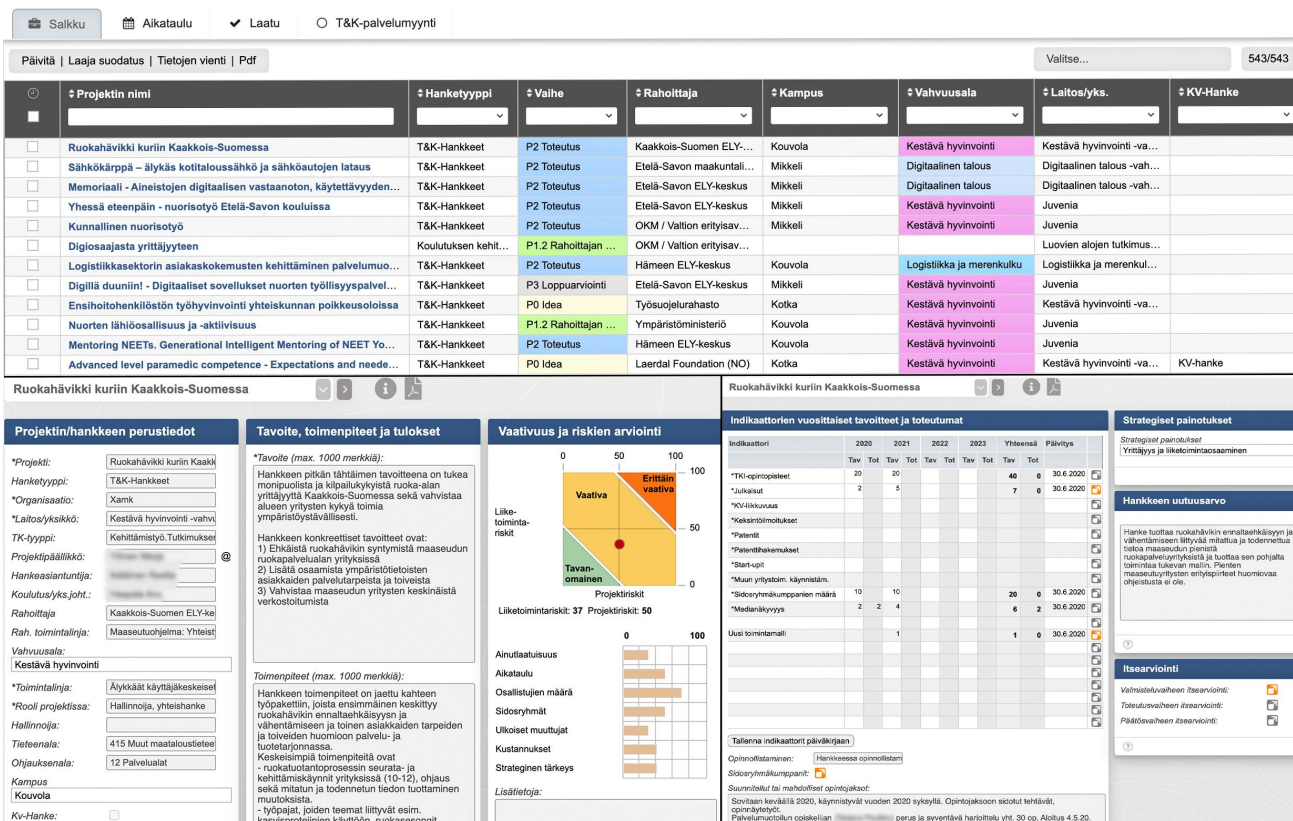 Salkku Aikataulu Laatu T&K-palvelumyynti
Päivitä | Laaja suodatus | Tietojen vienti | Pdf Valitse... 543/543
Projektin nimi Hanketyyppi Vaihe Rahoittaja Kampus Vahvuusala Laitos/yks. KV-Hanke
Ruokahävikki kuriin Kaakkois-Suomessa T&K-Hankkeet P2 Toteutus Kaakkois-Suomen ELY-... Kouvola Kestävä hyvinvointi Kestävä hyvinvointi -va...
Sähkökärppä – älykäs kotitaloussähkö ja sähköautojen lataus T&K-Hankkeet P2 Toteutus Etelä-Savon maakuntali... Mikkeli Digitaalinen talous Digitaalinen talous -vah...
Memoriaali - Aineistojen digitaalisen vastaanoton, käytettävyyden... T&K-Hankkeet P2 Toteutus Etelä-Savon ELY-keskus Mikkeli Digitaalinen talous Digitaalinen talous -vah...
Yhessä eteenpäin - nuorisotyö Etelä-Savon kouluissa T&K-Hankkeet P2 Toteutus Etelä-Savon ELY-keskus Mikkeli Kestävä hyvinvointi Juvenia
Kunnallinen nuorisotyö T&K-Hankkeet P2 Toteutus OKM / Valtion erityisav... Mikkeli Kestävä hyvinvointi Juvenia
Digiosaajasta yrittäjyyteen Koulutuksen kehit... P1.2 Rahoittajan ... OKM / Valtion erityisav... Luovien alojen tutkimus...
Logistiikkasektorin asiakaskokemusten kehittäminen palvelumuo... T&K-Hankkeet P2 Toteutus Hämeen ELY-keskus Kouvola Logistiikka ja merenkulku Logistiikka ja merenkul...
Digillä duuniin! - Digitaaliset sovellukset nuorten työllisyyspalvel... T&K-Hankkeet P3 Loppuarviointi Etelä-Savon ELY-keskus Mikkeli Kestävä hyvinvointi Juvenia
Ensihoitohenkilöstön työhyvinvointi yhteiskunnan poikkeusoloissa T&K-Hankkeet P0 Idea Työsuojelurahasto Kotka Kestävä hyvinvointi Kestävä hyvinvointi -va...
Nuorten lähiöosallisuus ja -aktiivisuus T&K-Hankkeet P1.2 Rahoittajan ... Ympäristöministeriö Kouvola Kestävä hyvinvointi Juvenia
Mentoring NEETs. Generational Intelligent Mentoring of NEET Yo... T&K-Hankkeet P2 Toteutus Hämeen ELY-keskus Kouvola Kestävä hyvinvointi Juvenia
Advanced level paramedic competence - Expectations and neede... T&K-Hankkeet P0 Idea Laerdal Foundation (NO) Kotka Kestävä hyvinvointi Kestävä hyvinvointi -va... KV-hanke
Ruokahävikki kuriin Kaakkois-Suomessa
Projektin/hankkeen perustiedot
*Projekti: Ruokahävikki kuriin Kaakk
Hanketyyppi: T&K-Hankkeet
*Organisaatio: Xamk
*Laitos/yksikkö: Kestävä hyvinvointi -vahvu
TK-tyyppi: Kehittämistyö.Tutkimukser
Projektipäällikkö: @
Hankeasiantuntija:
Koulutus/yks.joht.:
Rahoittaja Kaakkois-Suomen ELY-ke
Rah. toimintalinja: Maaseutuohjelma: Yhteist
Vahvuusala:
Kestävä hyvinvointi
*Toimintalinja: Älykkäät käyttäjäkeskeiset
*Rooli projektissa: Hallinnoija, yhteishanke
Hallinnoija:
Tieteenala: 415 Muut maataloustietee
Ohjauksenala: 12 Palvelualat
Kampus
Kouvola
Kv-Hanke:
Tavoite, toimenpiteet ja tulokset
*Tavoite (max. 1000 merkkiä):
Hankkeen pitkän tähtäimen tavoitteena on tukea
monipuolista ja kilpailukykyistä ruoka-alan
yrittäjyyttä Kaakkois-Suomessa sekä vahvistaa
alueen yritysten kykyä toimia
ympäristöystävällisesti.
Hankkeen konkreettiset tavoitteet ovat:
1) Ehkäistä ruokahävikin syntymistä maaseudun
ruokapalvelualan yrityksissä
2) Lisätä osaamista ympäristötietoisten
asiakkaiden palvelutarpeista ja toiveista
3) Vahvistaa maaseudun yritysten keskinäistä
verkostoitumista
Toimenpiteet (max. 1000 merkkiä):
Hankkeen toimenpiteet on jaettu kahteen
työpakettiin, joista ensimmäinen keskittyy
ruokahävikin ennaltaehkäisyyn ja
vähentämiseen ja toinen asiakkaiden tarpeiden
ja toiveiden huomioon palvelu- ja
tuotetarjonnassa.
Keskeisimpiä toimenpiteitä ovat
- ruokatuotantoprosessin seurata- ja
kehittämiskäynnit yrityksissä (10-12), ohjaus
sekä mitatun ja todennetun tiedon tuottaminen
muutoksista.
- työpajat, joiden teemat liittyvät esim.
kasvisproteiinien käyttöön, ruokasesongit
Vaativuus ja riskien arviointi
0 50 100
100
Erittäin
vaativa
Vaativa
Liike-
toiminta-
riskit
50
Tavan-
omainen
0
Projektiriskit
Liiketoimintariskit: 37 Projektiriskit: 50
0 100
Ainutlaatuisuus
Aikataulu
Osallistujien määrä
Sidosryhmät
Ulkoiset muuttujat
Kustannukset
Strateginen tärkeys
Lisätietoja:
Ruokahävikki kuriin Kaakkois-Suomessa
Indikaattorien vuosittaiset tavoitteet ja toteutumat
Indikaattori 2020 2021 2022 2023 Yhteensä Päivitys
Tav Tot Tav Tot Tav Tot Tav Tot Tav Tot
*TKI-opintopisteet 20 20 40 0 30.6.2020
*Julkaisut 2 5 7 0 30.6.2020
*KV-liikkuvuus
*Keksintöilmoitukset
*Patentit
*Patenttihakemukset
*Start-upit
*Muun yritystoim. käynnistäm.
*Sidosryhmäkumppanien määrä 10 10 20 0 30.6.2020
*Medianäkyvyys 2 2 4 6 2 30.6.2020
Uusi toimintamalli 1 1 0 30.6.2020
Tallenna indikaattorit päiväkirjaan
Opinnollistaminen: Hankkeessa opinnollistam
Sidosryhmäkumppanit:
Suunnitellut tai mahdolliset opintojaksot:
Sovitaan keväällä 2020, käynnistyvät vuoden 2020 syksyllä. Opintojaksoon sidotut tehtävät,
opinnäytetyöt.
Palvelumuotoilun opiskelijan perus ja syventävä harjoittelu yht. 30 op. Aloitus 4.5.20.
Strategiset painotukset
Strategiset painotukset
Yrittäjyys ja liiketoimintaosaaminen
Hankkeen uutuusarvo
Hanke tuottaa ruokahävikin ennaltaehkäisyyn ja
vähentämiseen liittyvää mitattua ja todennettua
tietoa maaseudun pienistä
ruokapalveluyrityksistä ja tuottaa sen pohjalta
toimintaa tukevan mallin. Pienten
maaseutuyritysten erityispiirteet huomiovaa
ohjeistusta ei ole.
Itsearviointi
Valmisteluvaiheen itsearviointi:
Toteutusvaiheen itsearviointi:
Päätösvaiheen itsearviointi: